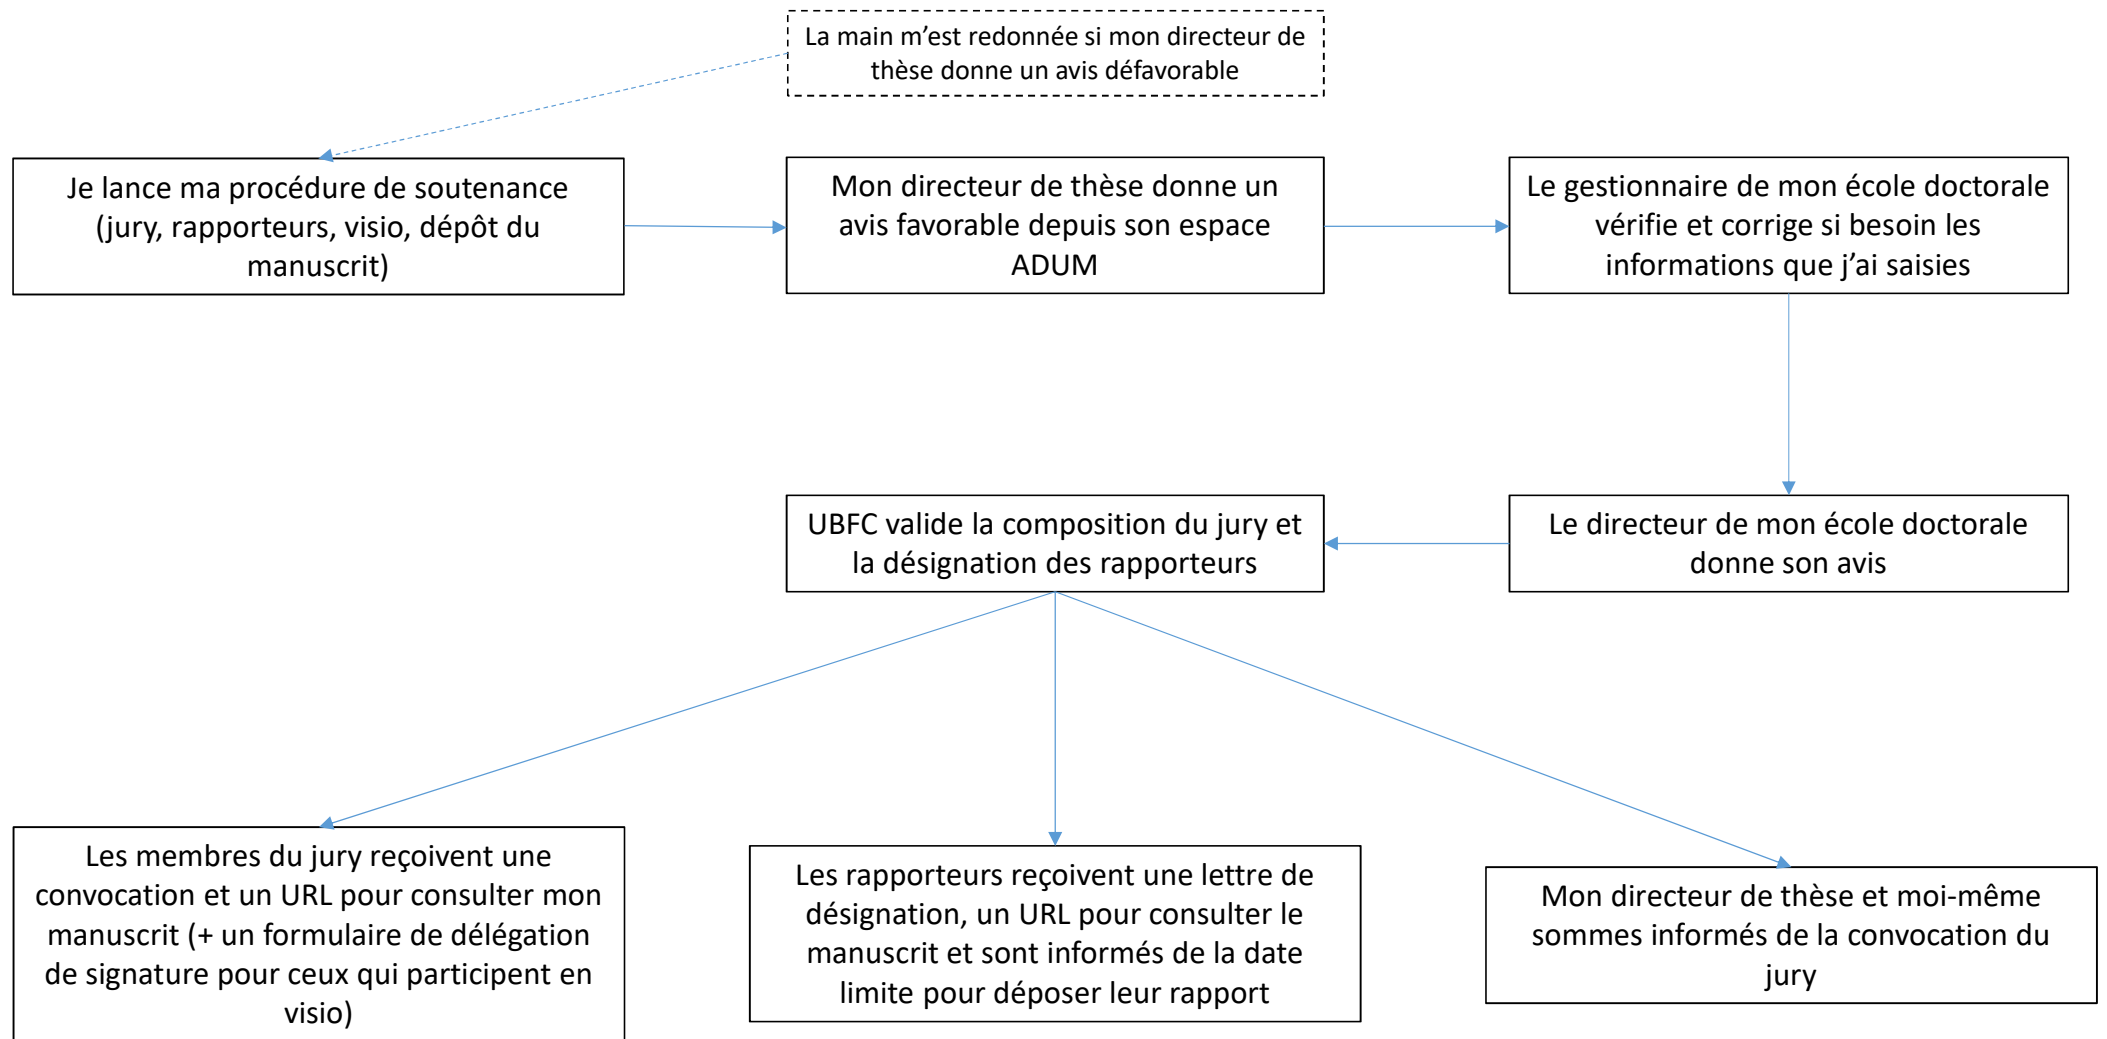 La main m’est redonnée si mon directeur de
thèse donne un avis défavorable
Je lance ma procédure de soutenance
(jury, rapporteurs, visio, dépôt du
manuscrit)
Mon directeur de thèse donne un
avis favorable depuis son espace
ADUM
Le gestionnaire de mon école doctorale
vérifie et corrige si besoin les
informations que j’ai saisies
UBFC valide la composition du jury et
la désignation des rapporteurs
Le directeur de mon école doctorale
donne son avis
Les membres du jury reçoivent une
convocation et un URL pour consulter mon
manuscrit (+ un formulaire de délégation
de signature pour ceux qui participent en
visio)
Les rapporteurs reçoivent une lettre de
désignation, un URL pour consulter le
manuscrit et sont informés de la date
limite pour déposer leur rapport
Mon directeur de thèse et moi-même
sommes informés de la convocation du
jury